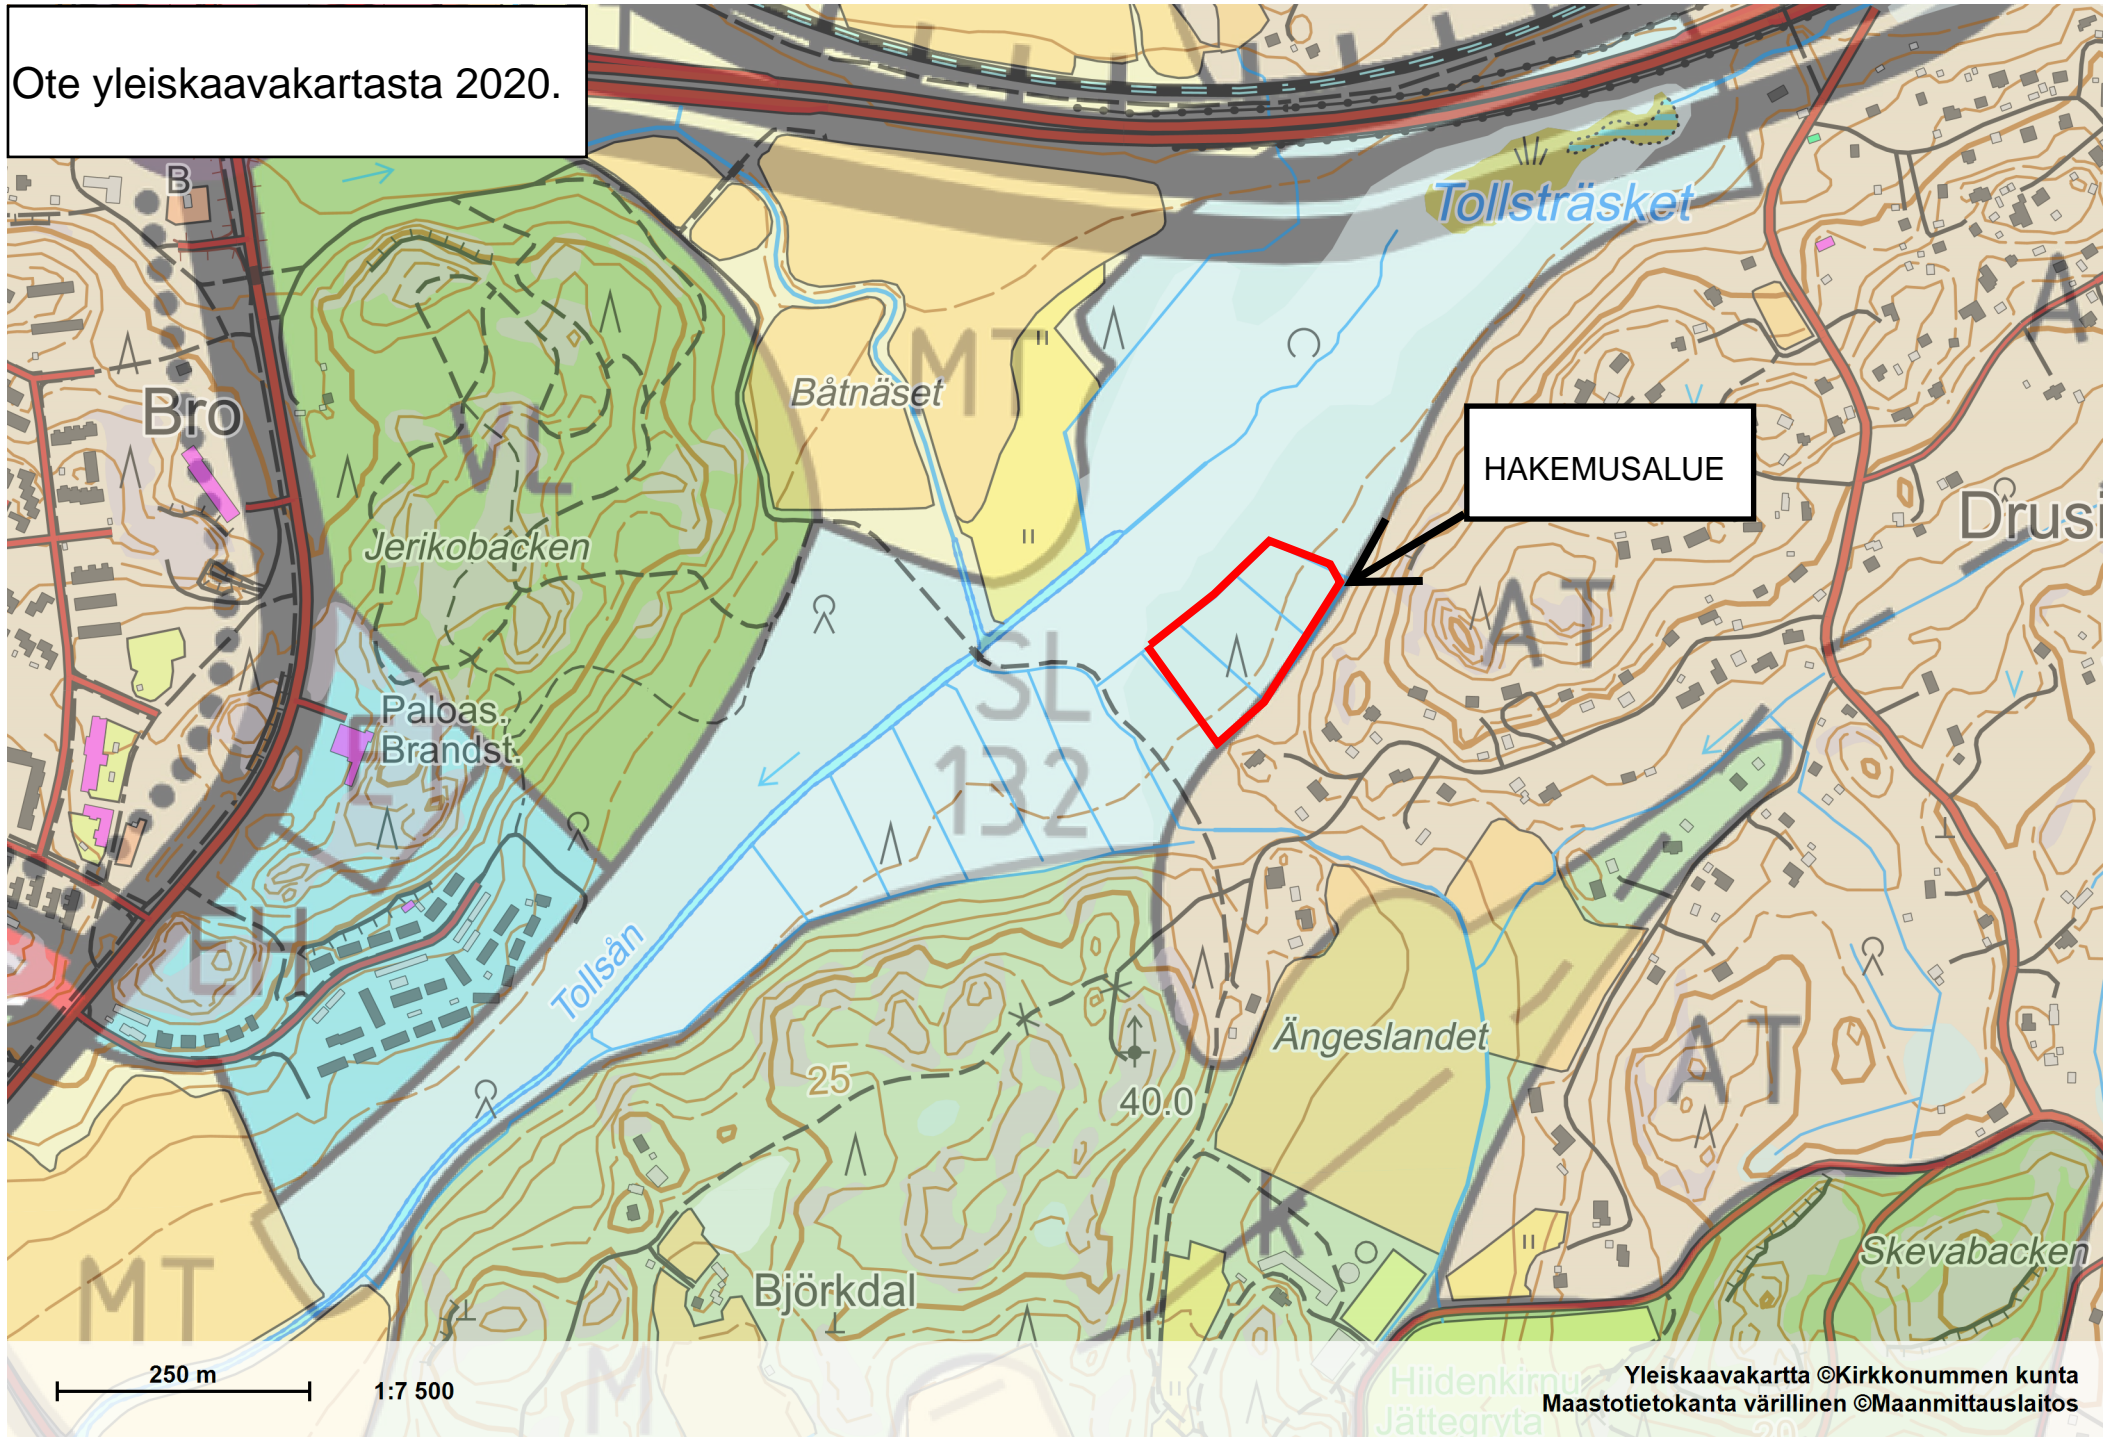 Ote yleiskaavakartasta 2020.
B
Tollsträsket
A
MT
Båtnäset
Bro
VL
HAKEMUSALUE
Drusi
Jerikobacken
AT
SL
132
Paloas.
Brandst.
ET
EH
Tollsån
Ängeslandet
AT
25
40.0
K
Skevabacken
MT
Björkdal
M
250 m
1:7 500
Hiidenkirnu
Jättegryta
20
Yleiskaavakartta ©Kirkkonummen kunta
Maastotietokanta värillinen ©Maanmittauslaitos